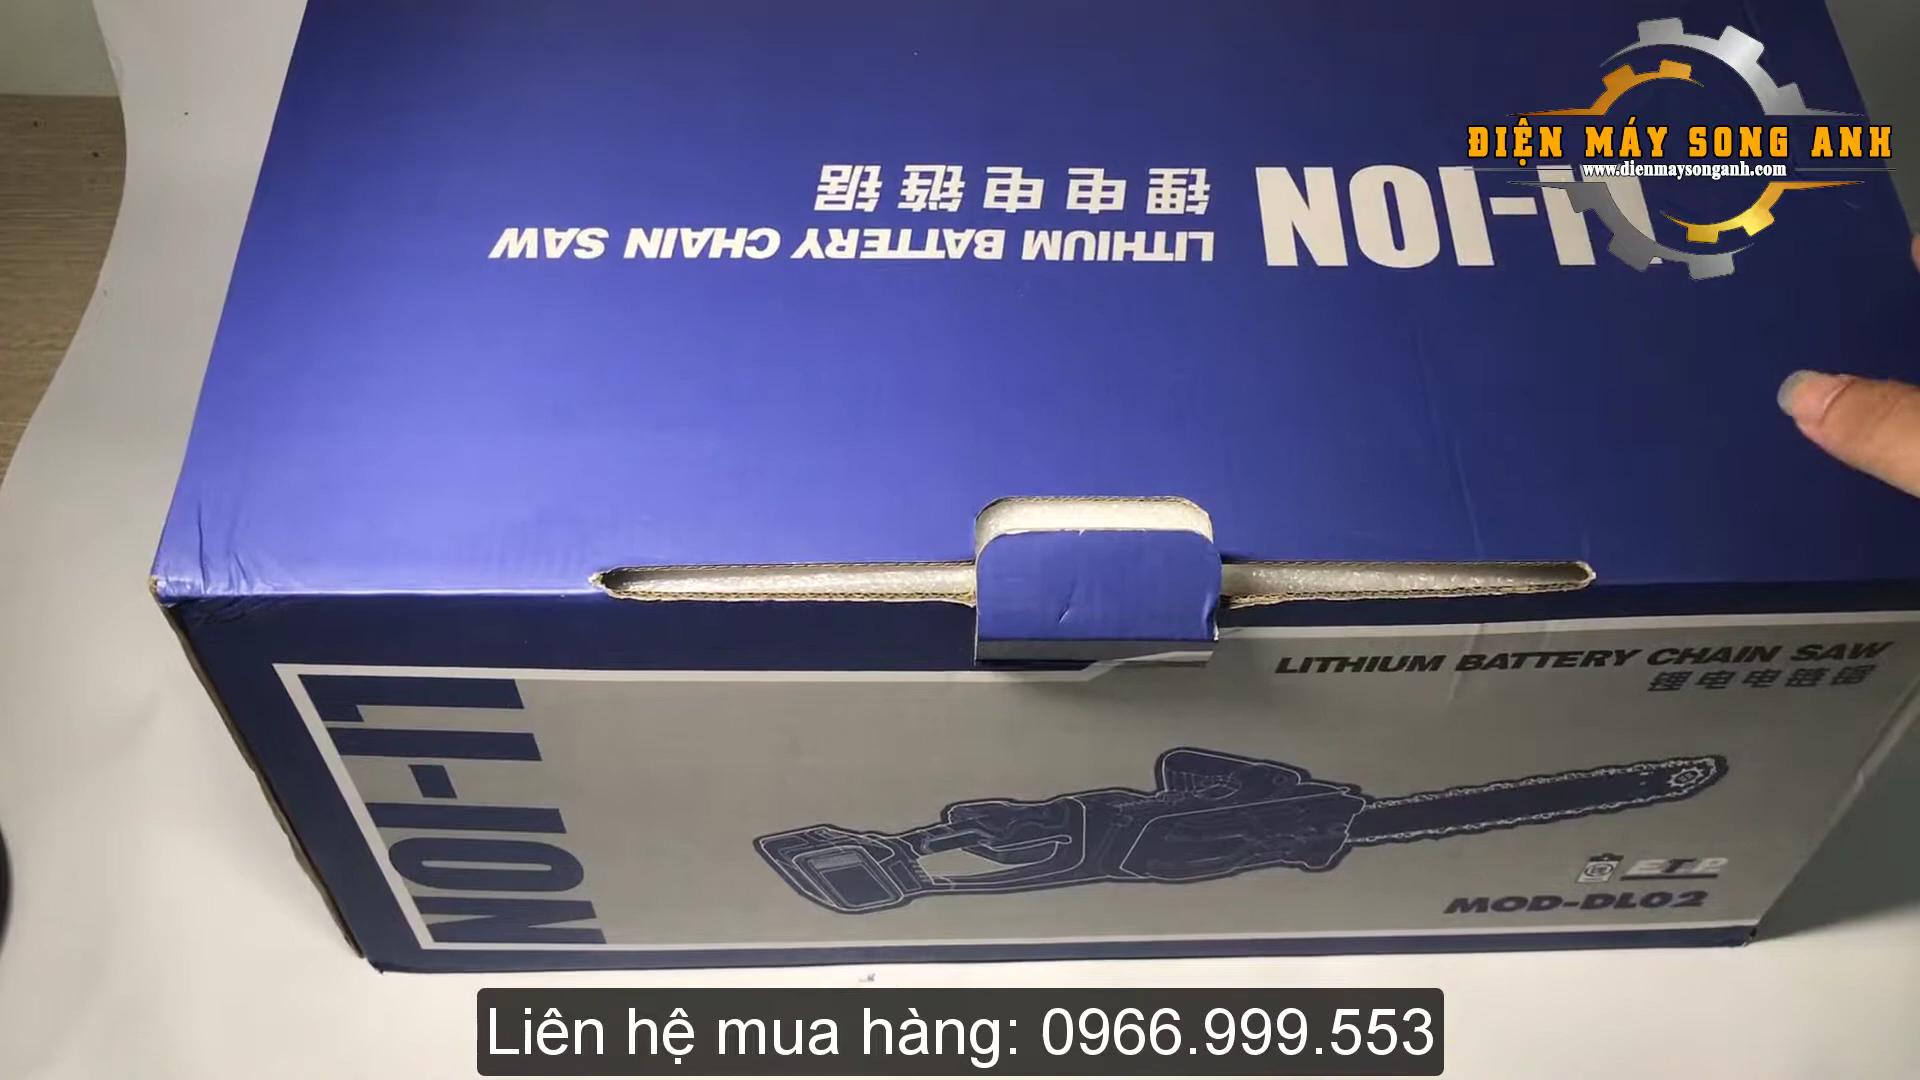 ĐIỆN MÁY SONG ANH
www.dienmaysonganh.com
LI-ION
锂电电链锯
LITHIUM BATTERY CHAIN SAW
LITHIUM BATTERY CHAIN SAW
锂电电链锯
LI-ION
ETP
MOD-DL02
Liên hệ mua hàng: 0966.999.553